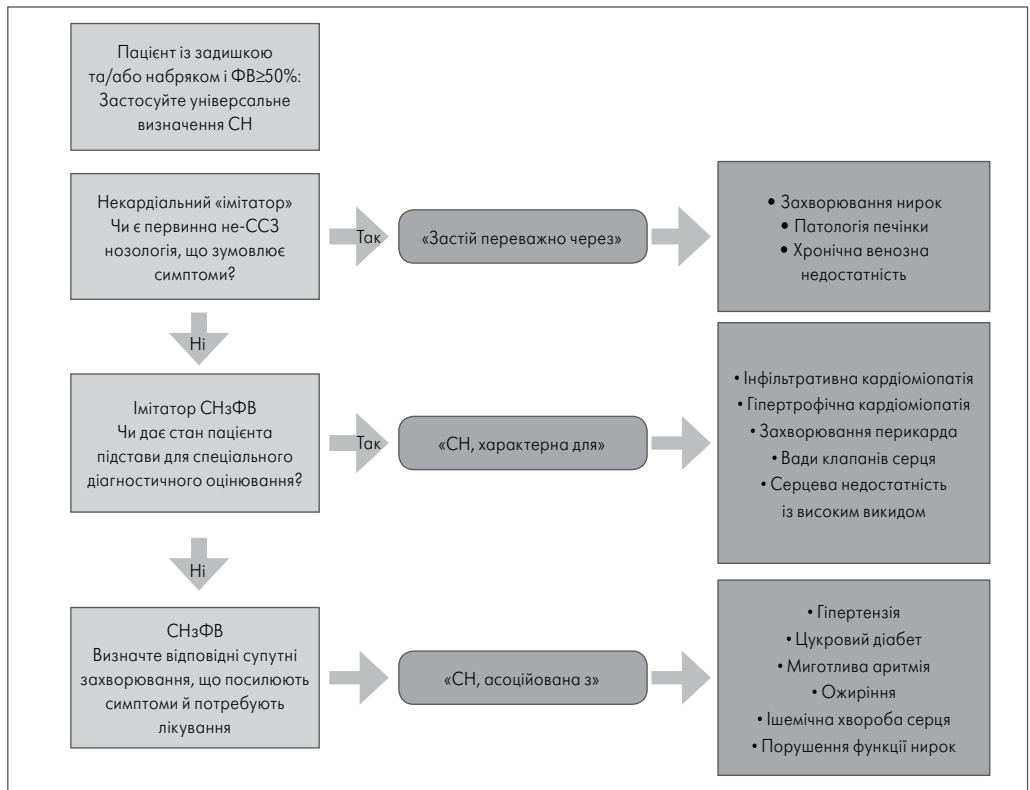 Пацієнт із задишкою
та/або набряком і ФВ≥50%:
Застосуйте універсальне
визначення СН
Некардіальний «імітатор»
Чи є первинна не-ССЗ
нозологія, що зумовлює
симптоми?
Так
«Застій переважно через»
• Захворювання нирок
• Патологія печінки
• Хронічна венозна
недостатність
Ні
Імітатор СНзФВ
Чи дає стан пацієнта
підстави для спеціального
діагностичного оцінювання?
Так
«СН, характерна для»
• Інфільтративна кардіоміопатія
• Гіпертрофічна кардіоміопатія
• Захворювання перикарда
• Вади клапанів серця
• Серцева недостатність
із високим викидом
Ні
СНзФВ
Визначте відповідні супутні
захворювання, що посилюють
симптоми й потребують
лікування
«СН, асоційована з»
• Гіпертензія
• Цукровий діабет
• Миготлива аритмія
• Ожиріння
• Ішемічна хвороба серця
• Порушення функції нирок